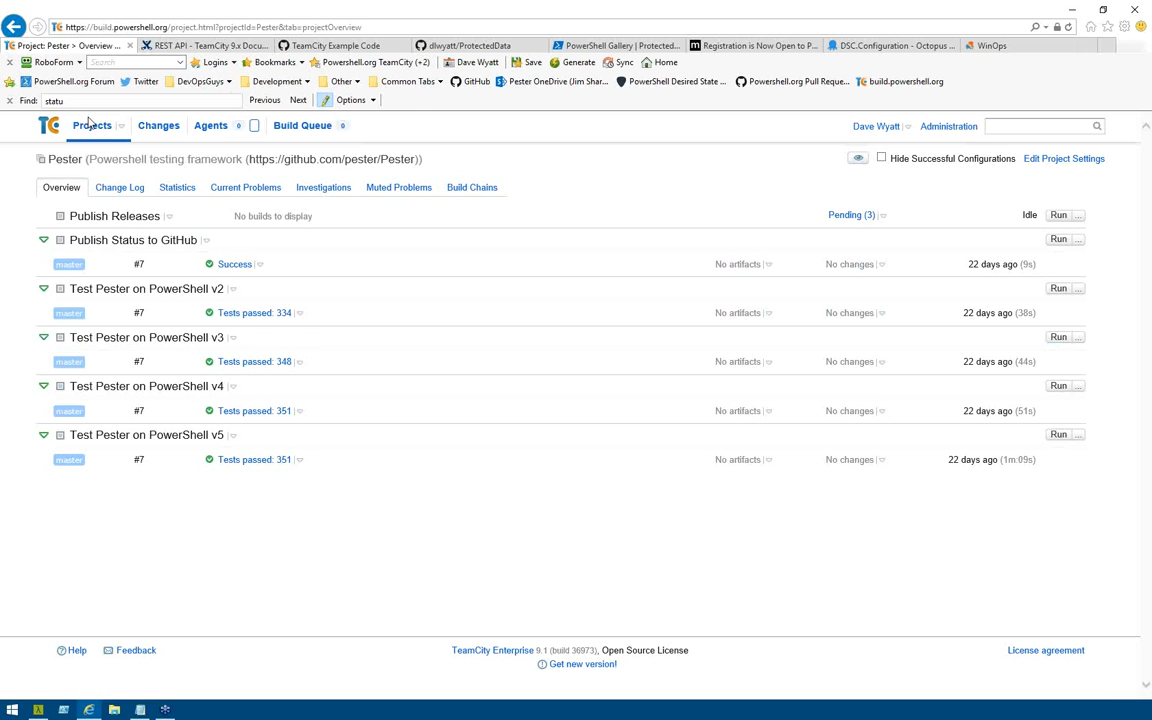 https://build.powershell.org/project.html?projectId=Pester&tab=projectOverview
Project: Pester > Overview ... REST API - TeamCity 9.x Docu... TeamCity Example Code dlwyatt/ProtectedData PowerShell Gallery | Protected... Registration is Now Open to P... DSC.Configuration - Octopus ... WinOps
RoboForm Search Logins Bookmarks Powershell.org TeamCity (+2) Dave Wyatt Save Generate Sync Home
PowerShell.org Forum Twitter DevOpsGuys Development Other Common Tabs GitHub Pester OneDrive (Jim Shar... PowerShell Desired State ... Powershell.org Pull Reque... build.powershell.org
Find: statu Previous Next Options
TC Projects Changes Agents 0 Build Queue 0 Dave Wyatt Administration
Pester (Powershell testing framework (https://github.com/pester/Pester)) Hide Successful Configurations Edit Project Settings
Overview Change Log Statistics Current Problems Investigations Muted Problems Build Chains
Publish Releases No builds to display Pending (3) Idle Run ...
Publish Status to GitHub Run ...
master #7 Success No artifacts No changes 22 days ago (9s)
Test Pester on PowerShell v2 Run ...
master #7 Tests passed: 334 No artifacts No changes 22 days ago (38s)
Test Pester on PowerShell v3 Run ...
master #7 Tests passed: 348 No artifacts No changes 22 days ago (44s)
Test Pester on PowerShell v4 Run ...
master #7 Tests passed: 351 No artifacts No changes 22 days ago (51s)
Test Pester on PowerShell v5 Run ...
master #7 Tests passed: 351 No artifacts No changes 22 days ago (1m:09s)
Help Feedback TeamCity Enterprise 9.1 (build 36973), Open Source License License agreement
Get new version!